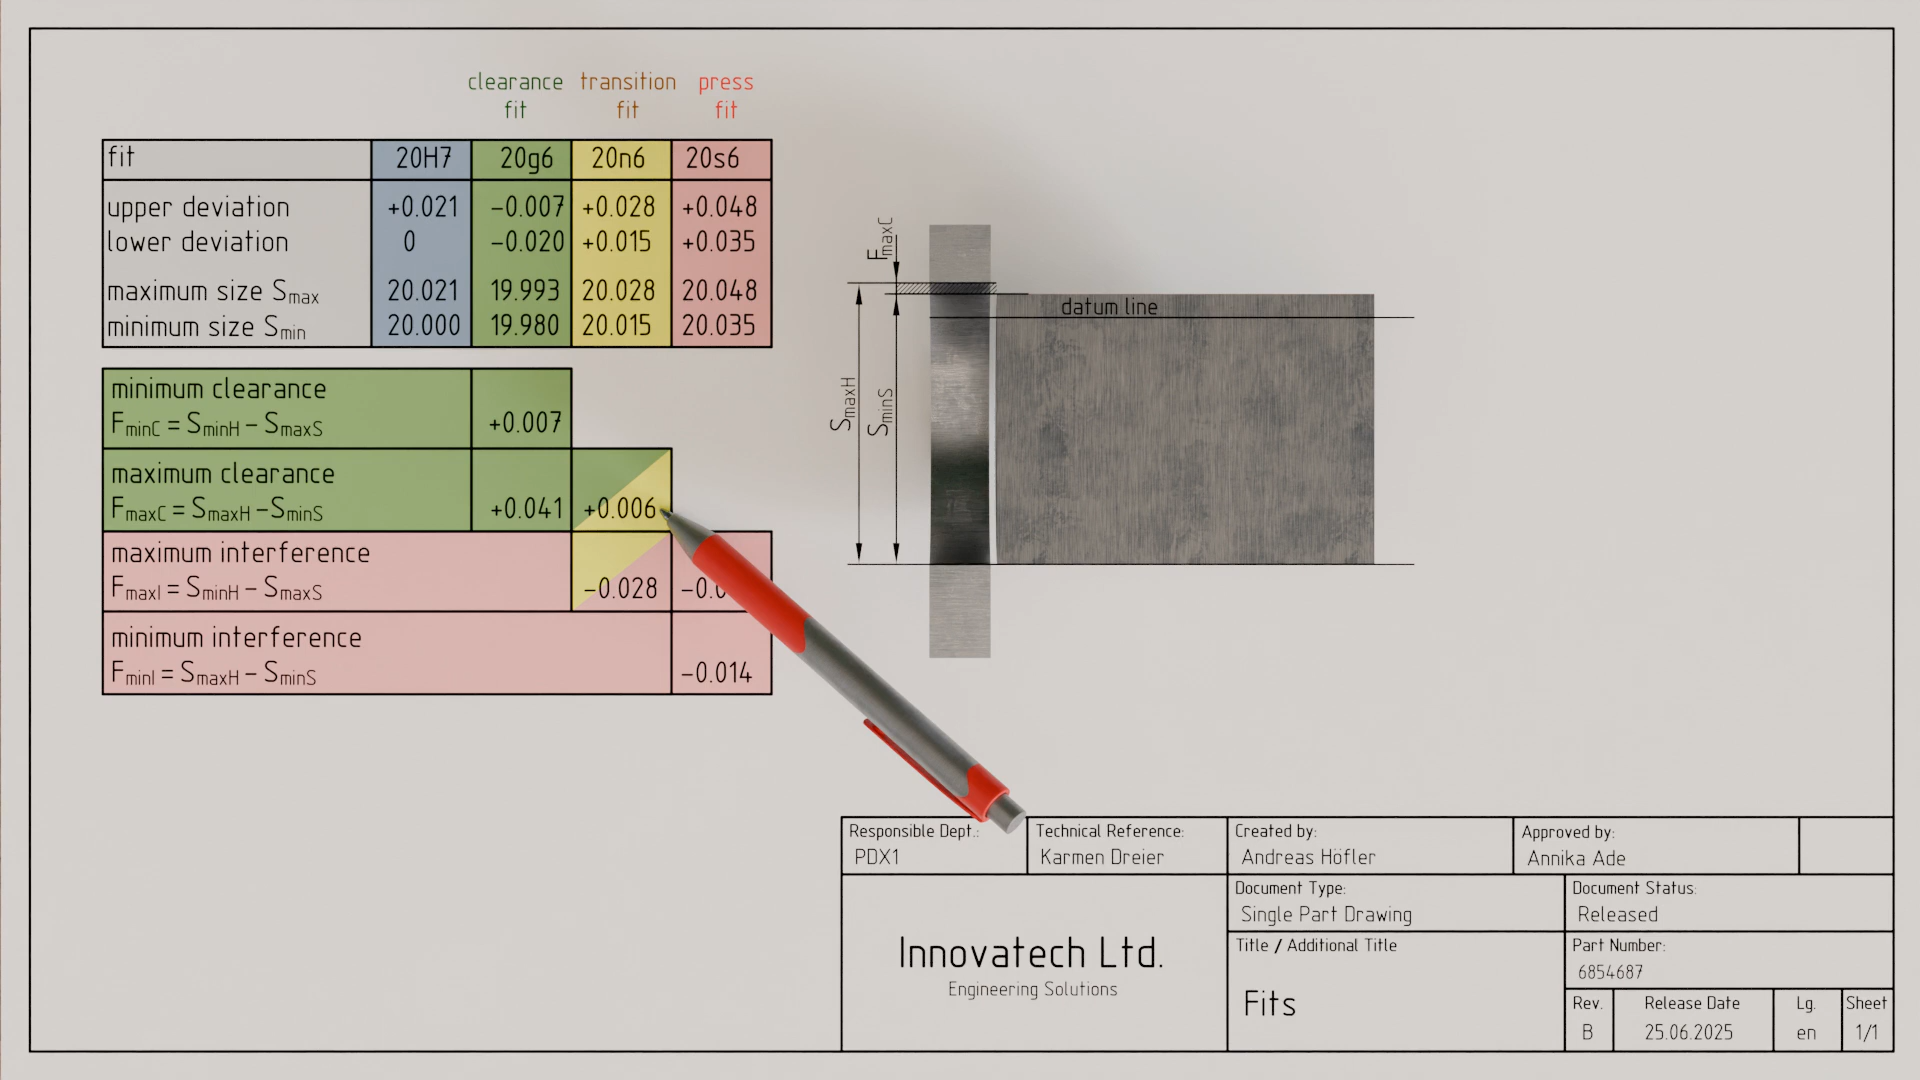 clearance fit
transition fit
press fit
fit 20H7 20g6 20n6 20s6
upper deviation +0.021 -0.007 +0.028 +0.048
lower deviation 0 -0.020 +0.015 +0.035
maximum size Smax 20.021 19.993 20.028 20.048
minimum size Smin 20.000 19.980 20.015 20.035
minimum clearance
FminC = SminH - SmaxS +0.007
maximum clearance
FmaxC = SmaxH - SminS +0.041 +0.006
maximum interference
FmaxI = SminH - SmaxS -0.028
minimum interference
FminI = SmaxH - SminS -0.014
FmaxC
datum line
SmaxH
SminS
Responsible Dept.:
PDX1
Technical Reference:
Karmen Dreier
Created by:
Andreas Höfler
Approved by:
Annika Ade
Innovatech Ltd.
Engineering Solutions
Document Type:
Single Part Drawing
Document Status:
Released
Title / Additional Title
Fits
Part Number:
6854687
Rev.
B
Release Date
25.06.2025
Lg.
en
Sheet
1/1